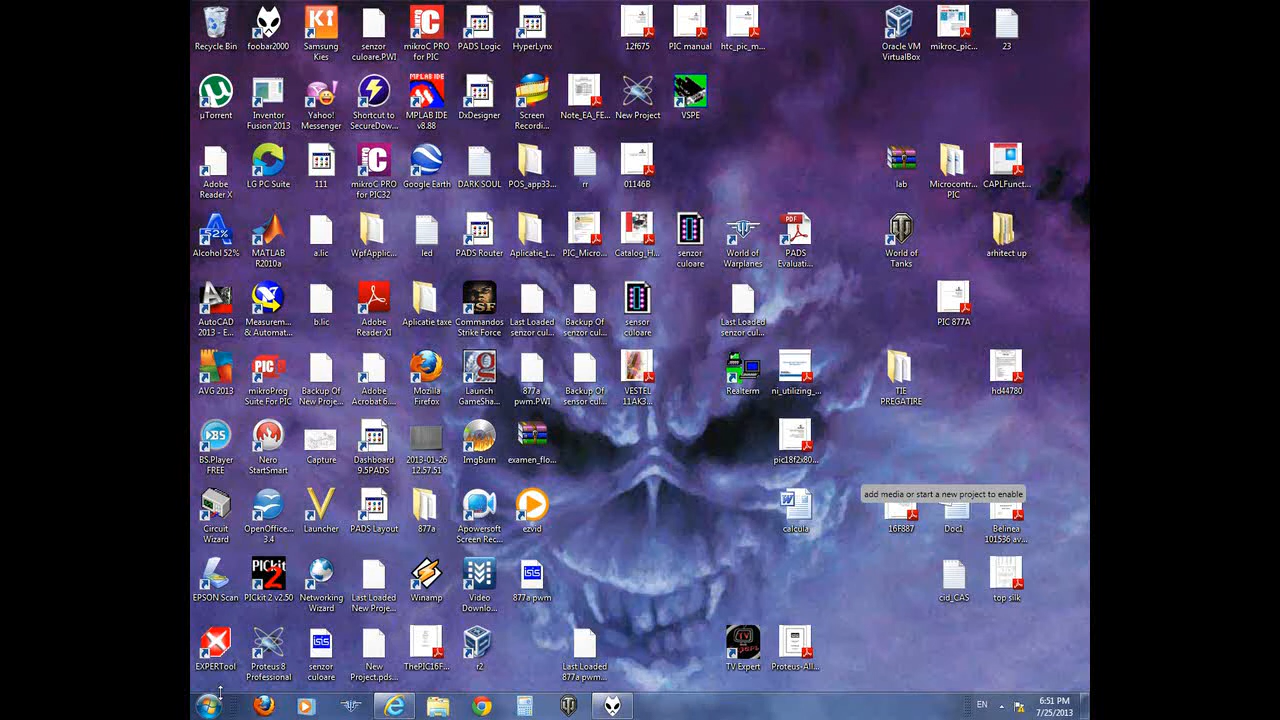 Recycle Bin
foobar2000
Samsung
Kies
senzor
culoare.PWI
mikroC PRO
for PIC
PADS Logic
HyperLynx
12f675
PIC manual
htc_pic_m...
Oracle VM
VirtualBox
mikroc_pic...
23
µTorrent
Inventor
Fusion 2013
Yahoo!
Messenger
Shortcut to
SecureDow...
MPLAB IDE
v8.88
DxDesigner
Screen
Recordi...
Note_EA_FE...
New Project
VSPE
Adobe
Reader X
LG PC Suite
111
mikroC PRO
for PIC32
Google Earth
DARK SOUL
POS_app33...
rr
01146B
lab
Microcontr...
PIC
CAPLFunct...
Alcohol 52%
MATLAB
R2010a
a.lic
WpfApplic...
led
PADS Router
Aplicatie_t...
PIC_Micro...
Catalog_H...
senzor
culoare
World of
Warplanes
PADS
Evaluati...
World of
Tanks
arhitect up
AutoCAD
2013 - E...
Measurem...
& Automat...
b.lic
Adobe
Reader XI
Aplicatie taxe
Commandos
Strike Force
Last Loaded
senzor cul...
Backup Of
senzor cul...
sensor
culoare
Last Loaded
senzor cul...
PIC 877A
AVG 2013
mikroProg
Suite For PIC
Backup Of
New Proje...
Adobe
Acrobat 6....
Mozilla
Firefox
Launch
GameSha...
877a
pwm.PWI
Backup Of
sensor cul...
VESTEL
11AK3...
Realterm
ni_utilizing_...
TIE
PREGATIRE
hd44780
BS.Player
FREE
Nero
StartSmart
Capture
Dashboard
9.5PADS
2013-01-26
12.57.51
ImgBurn
examen_flo...
pic18f2x80...
add media or start a new project to enable
Circuit
Wizard
OpenOffice...
3.4
Launcher
PADS Layout
877a
Apowersoft
Screen Rec...
ezvid
calcula
16F887
Doc1
Belinea
101536 av...
EPSON Scan
PICkit 2 v2.50
Networking
Wizard
Last Loaded
New Proje...
Winamp
Video
Downlo...
877a pwm
cid_CAS
top silk
EXPERTool
Proteus 8
Professional
senzor
culoare
New
Project.pds...
ThePIC16F...
r2
Last Loaded
877a pwm...
TV Expert
Proteus-All...
EN
6:51 PM
7/25/2013